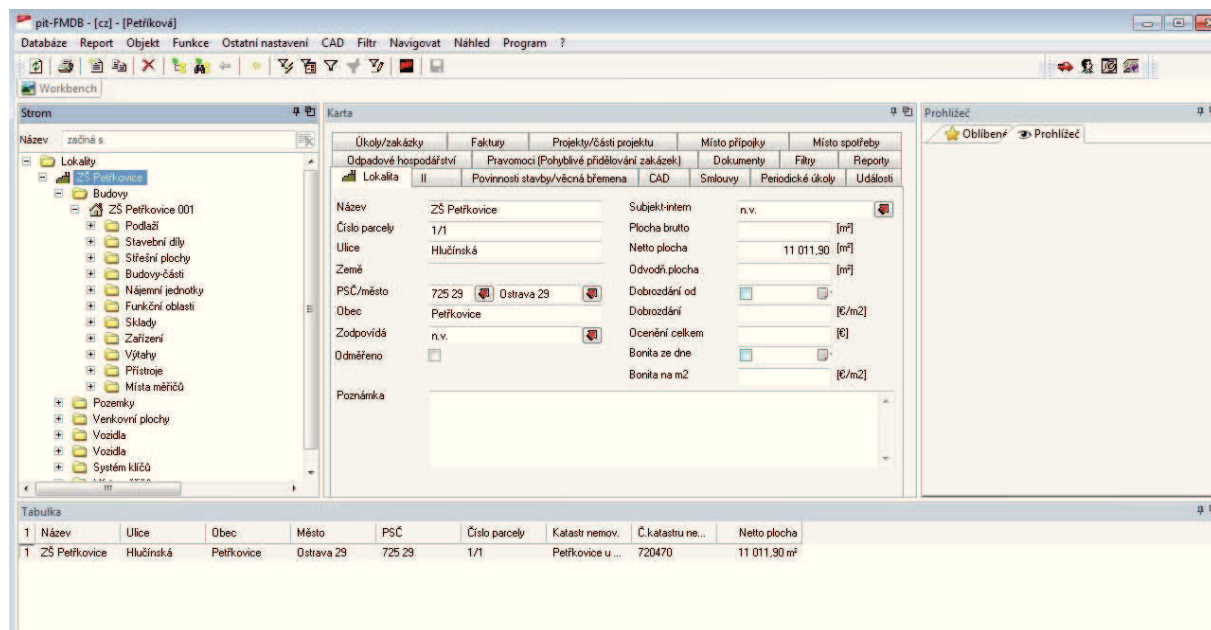 pit-FMDB - [cz] - [Petříková]
Databáze Report Objekt Funkce Ostatní nastavení CAD Filtr Navigovat Náhled Program ?
Workbench
Strom
Název začíná s
Lokality
ZŠ Petřkovice
Budovy
ZŠ Petřkovice 001
Podlaží
Stavební díly
Střešní plochy
Budovy-části
Nájemní jednotky
Funkční oblasti
Sklady
Zařízení
Výtahy
Přístroje
Místa měřičů
Pozemky
Venkovní plochy
Vozidla
Vozidla
Systém klíčů
Karta
Úkoly/zakázky Faktury Projekty/části projektu Místo přípojky Místo spotřeby
Odpadové hospodářství Pravomoci (Pohyblivé přidělování zakázek) Dokumenty Filtry Reporty
Lokalita II Povinnosti stavby/věcná břemena CAD Smlouvy Periodické úkoly Události
Název ZŠ Petřkovice Subjekt-intern n.v.
Číslo parcely 1/1 Plocha brutto [m²]
Ulice Hlučínská Netto plocha 11 011,90 [m²]
Země Odvodň.plocha [m²]
PSČ/město 725 29 Ostrava 29 Dobrozdání od
Obec Petřkovice Dobrozdání [€/m2]
Zodpovídá n.v. Ocenění celkem [€]
Odměřeno Bonita ze dne
Bonita na m2 [€/m2]
Poznámka
Prohlížeč
Oblíbené Prohlížeč
Tabulka
1 Název Ulice Obec Město PSČ Číslo parcely Katastr nemov. Č.katastru ne... Netto plocha
1 ZŠ Petřkovice Hlučínská Petřkovice Ostrava 29 725 29 1/1 Petřkovice u ... 720470 11 011,90 m²